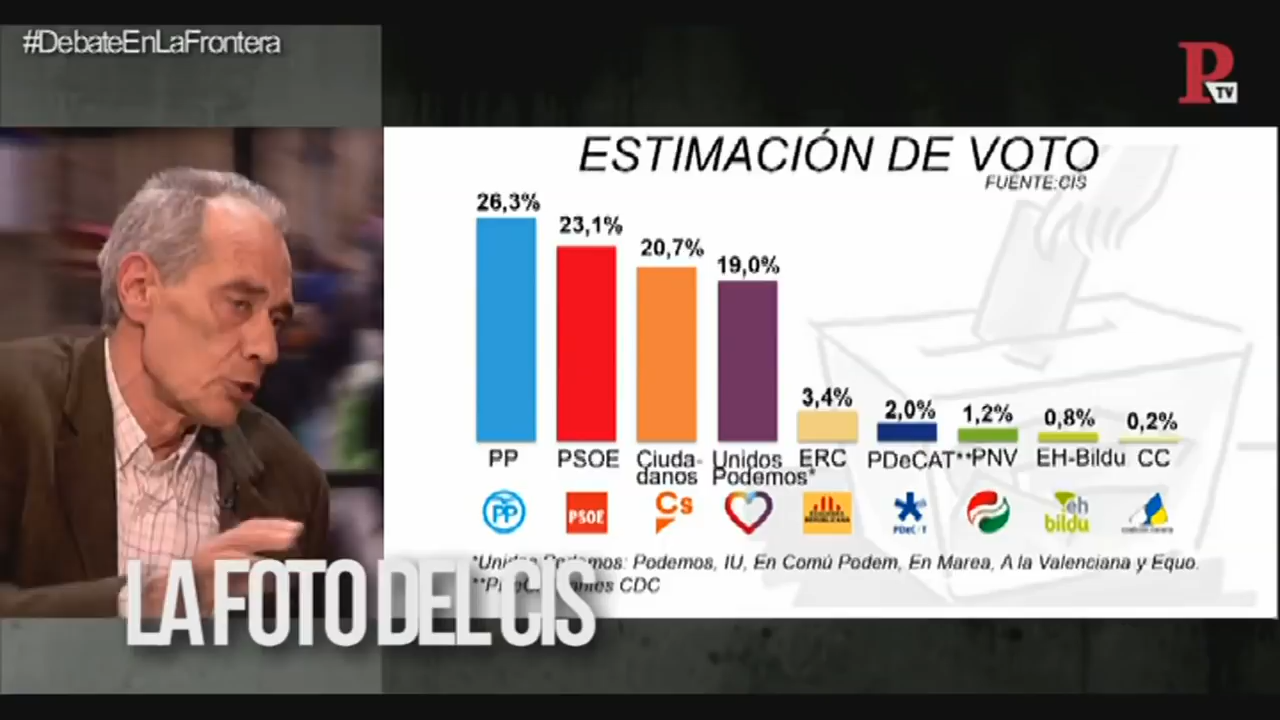 #DebateEnLaFrontera
P
TV
ESTIMACIÓN DE VOTO
FUENTE:CIS
26,3%
23,1%
20,7%
19,0%
3,4%
2,0%
1,2%
0,8%
0,2%
PP
PSOE
Ciuda-
danos
Unidos
Podemos*
ERC
PDeCAT**
PNV
EH-Bildu
CC
PP
PSOE
Cs
PDeCAT
eh
bildu
*Unidos Podemos: Podemos, IU, En Comú Podem, En Marea, A la Valenciana y Equo.
CDC
LA FOTO DEL CIS